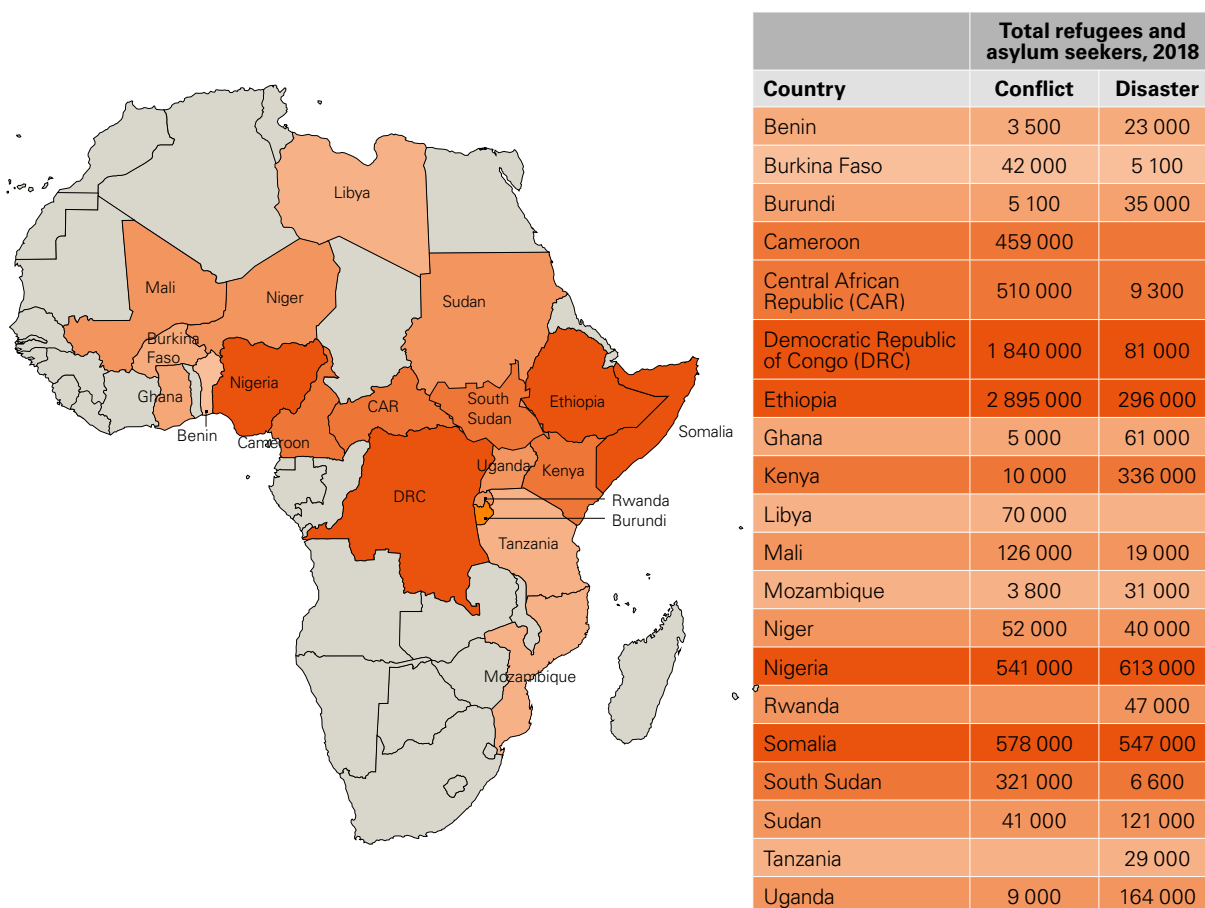 Libya
Mali
Niger
Sudan
Burkina
Faso
Nigeria
Ghana
CAR
South
Sudan
Ethiopia
Benin
Cameroon
Somalia
Uganda
Kenya
DRC
Rwanda
Burundi
Tanzania
Mozambique
Total refugees and
asylum seekers, 2018
Country Conflict Disaster
Benin 3 500 23 000
Burkina Faso 42 000 5 100
Burundi 5 100 35 000
Cameroon 459 000
Central African
Republic (CAR) 510 000 9 300
Democratic Republic
of Congo (DRC) 1 840 000 81 000
Ethiopia 2 895 000 296 000
Ghana 5 000 61 000
Kenya 10 000 336 000
Libya 70 000
Mali 126 000 19 000
Mozambique 3 800 31 000
Niger 52 000 40 000
Nigeria 541 000 613 000
Rwanda 47 000
Somalia 578 000 547 000
South Sudan 321 000 6 600
Sudan 41 000 121 000
Tanzania 29 000
Uganda 9 000 164 000